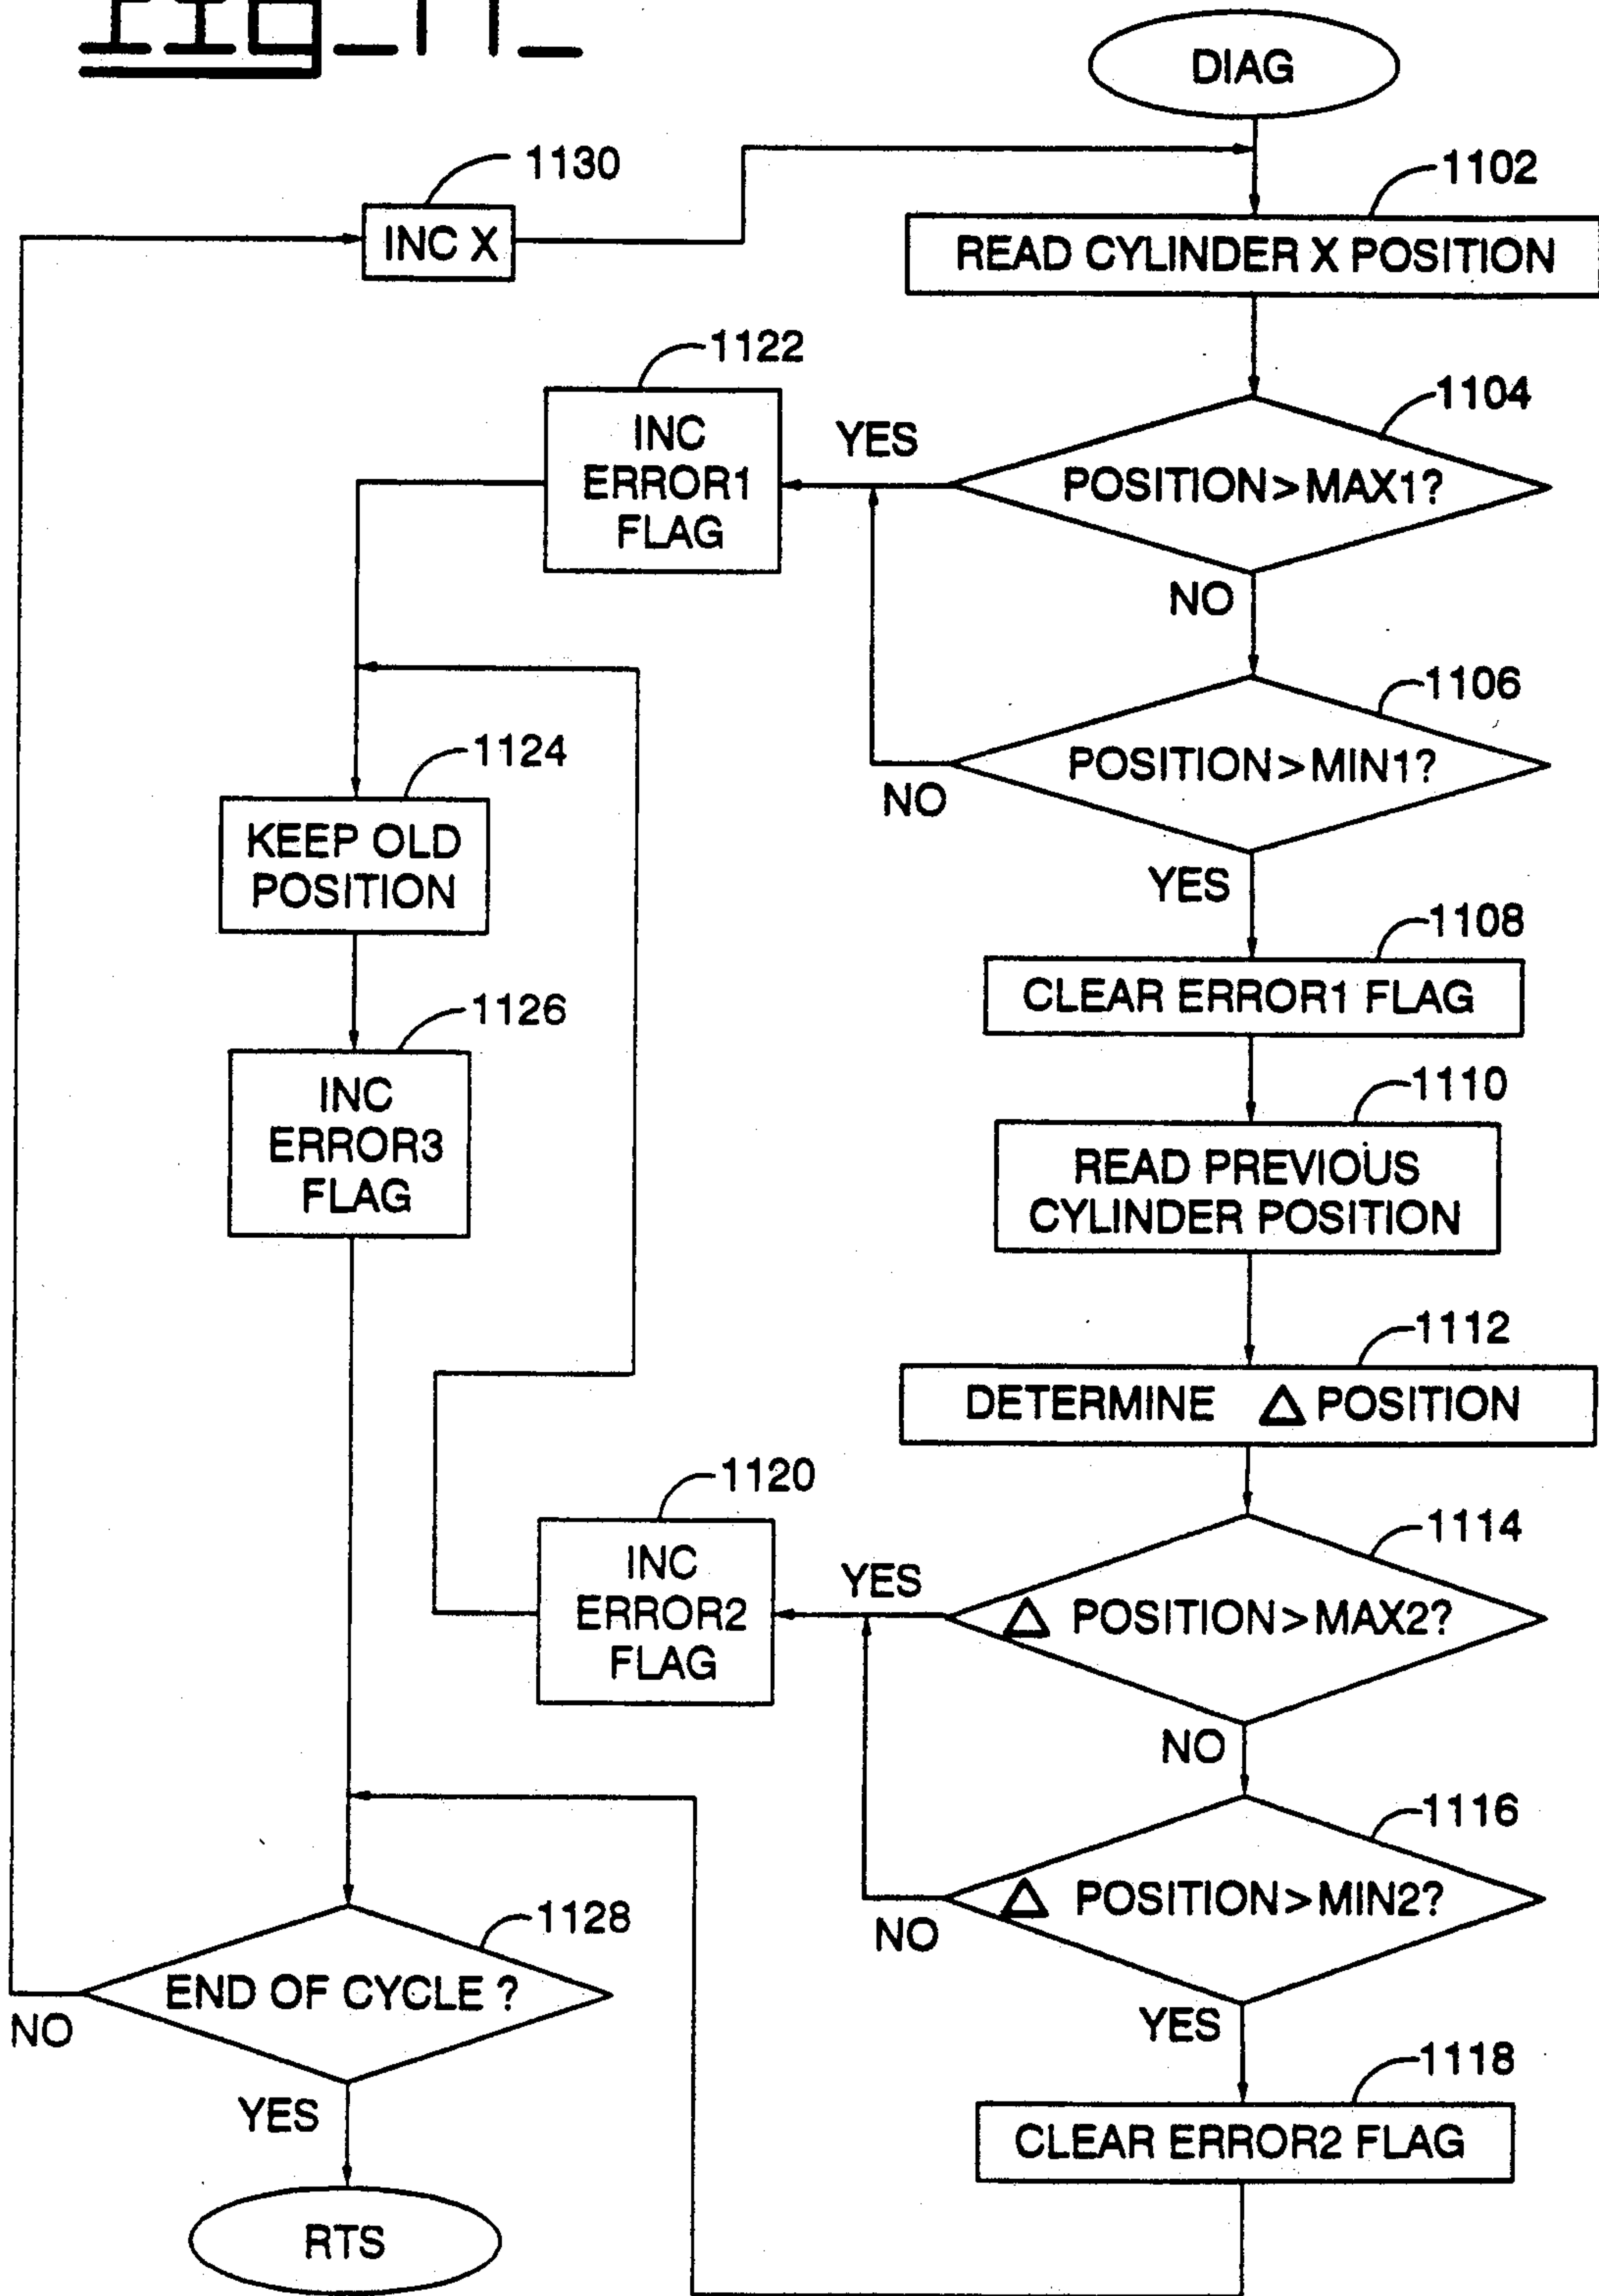 DIAG
1130
1102
INC X
READ CYLINDER X POSITION
1122
1104
INC
ERROR1
FLAG
YES
POSITION>MAX1?
NO
1106
POSITION>MIN1?
NO
1124
KEEP OLD
POSITION
YES
1108
CLEAR ERROR1 FLAG
1126
INC
ERROR3
FLAG
1110
READ PREVIOUS
CYLINDER POSITION
1112
DETERMINE △ POSITION
1120
1114
INC
ERROR2
FLAG
YES
△ POSITION>MAX2?
NO
1116
△ POSITION>MIN2?
NO
1128
END OF CYCLE ?
NO
YES
YES
1118
CLEAR ERROR2 FLAG
RTS